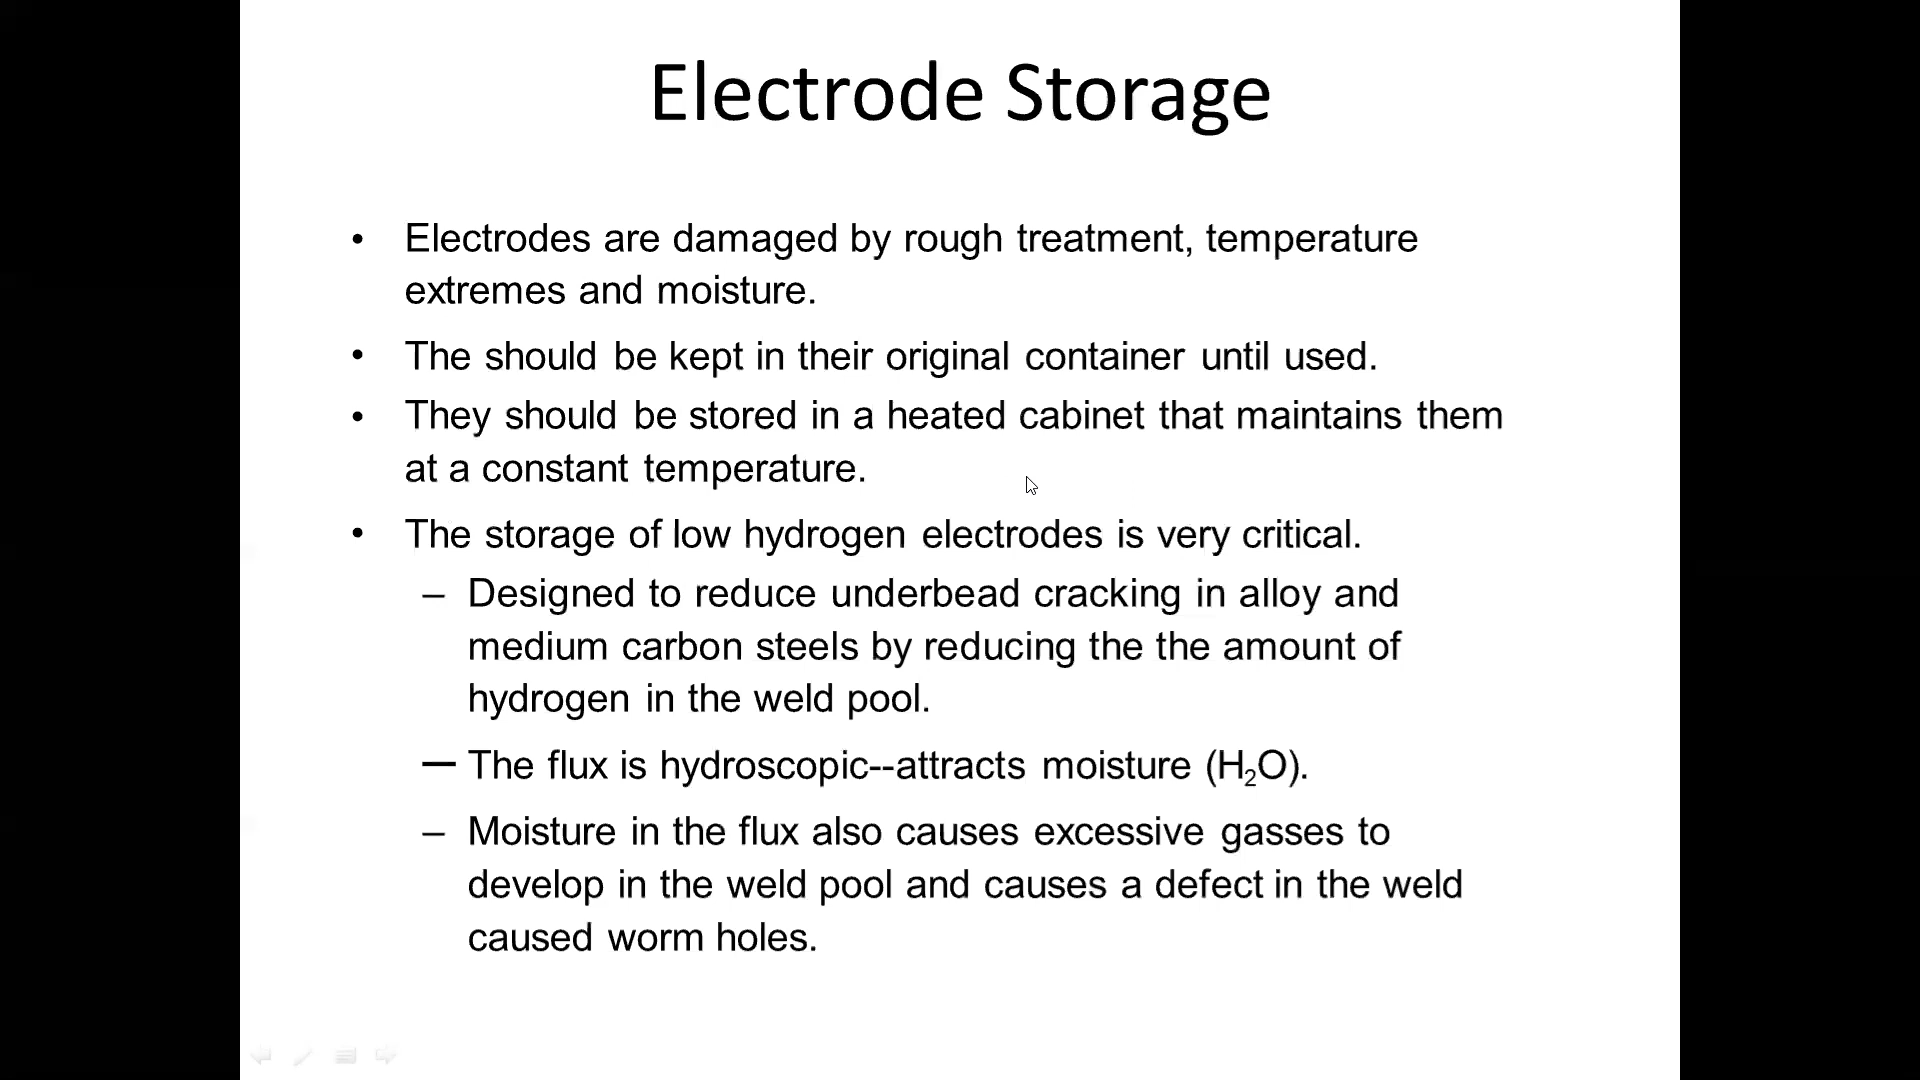 Electrode Storage
• Electrodes are damaged by rough treatment, temperature
extremes and moisture.
• The should be kept in their original container until used.
• They should be stored in a heated cabinet that maintains them
at a constant temperature.
• The storage of low hydrogen electrodes is very critical.
– Designed to reduce underbead cracking in alloy and
medium carbon steels by reducing the the amount of
hydrogen in the weld pool.
– The flux is hydroscopic--attracts moisture (H₂O).
– Moisture in the flux also causes excessive gasses to
develop in the weld pool and causes a defect in the weld
caused worm holes.